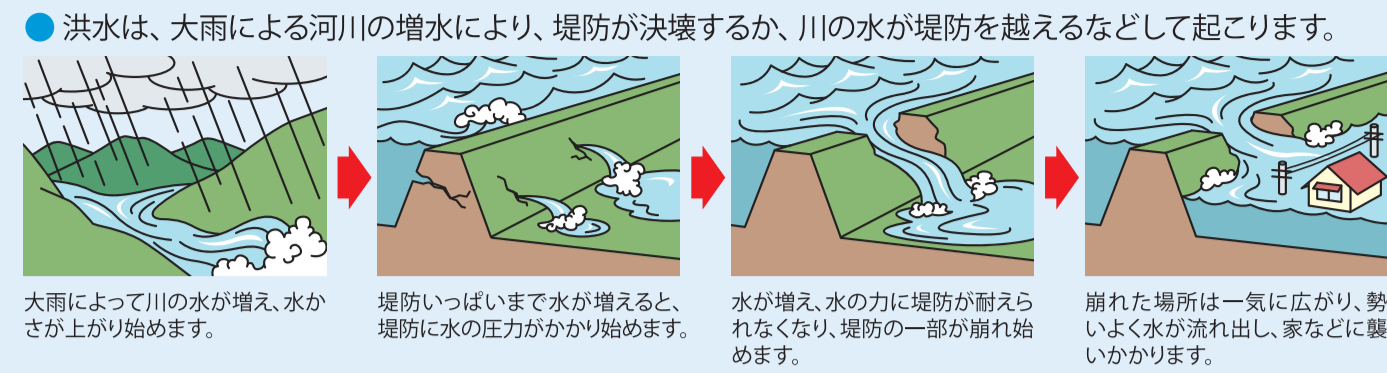 ● 洪水は、大雨による河川の増水により、堤防が決壊するか、川の水が堤防を越えるなどして起こります。
大雨によって川の水が増え、水か
さが上がり始めます。
堤防いっぱいまで水が増えると、
堤防に水の圧力がかかり始めます。
水が増え、水の力に堤防が耐えら
れなくなり、堤防の一部が崩れ始
めます。
崩れた場所は一気に広がり、勢
いよく水が流れ出し、家などに襲
いかかります。